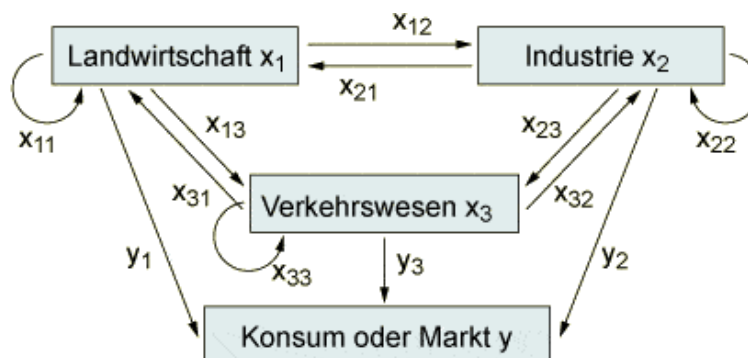 x₁₂
Landwirtschaft x₁
Industrie x₂
x₂₁
x₁₁
x₁₃
x₂₃
x₂₂
x₃₁
Verkehrswesen x₃
x₃₂
x₃₃
y₁
y₃
y₂
Konsum oder Markt y